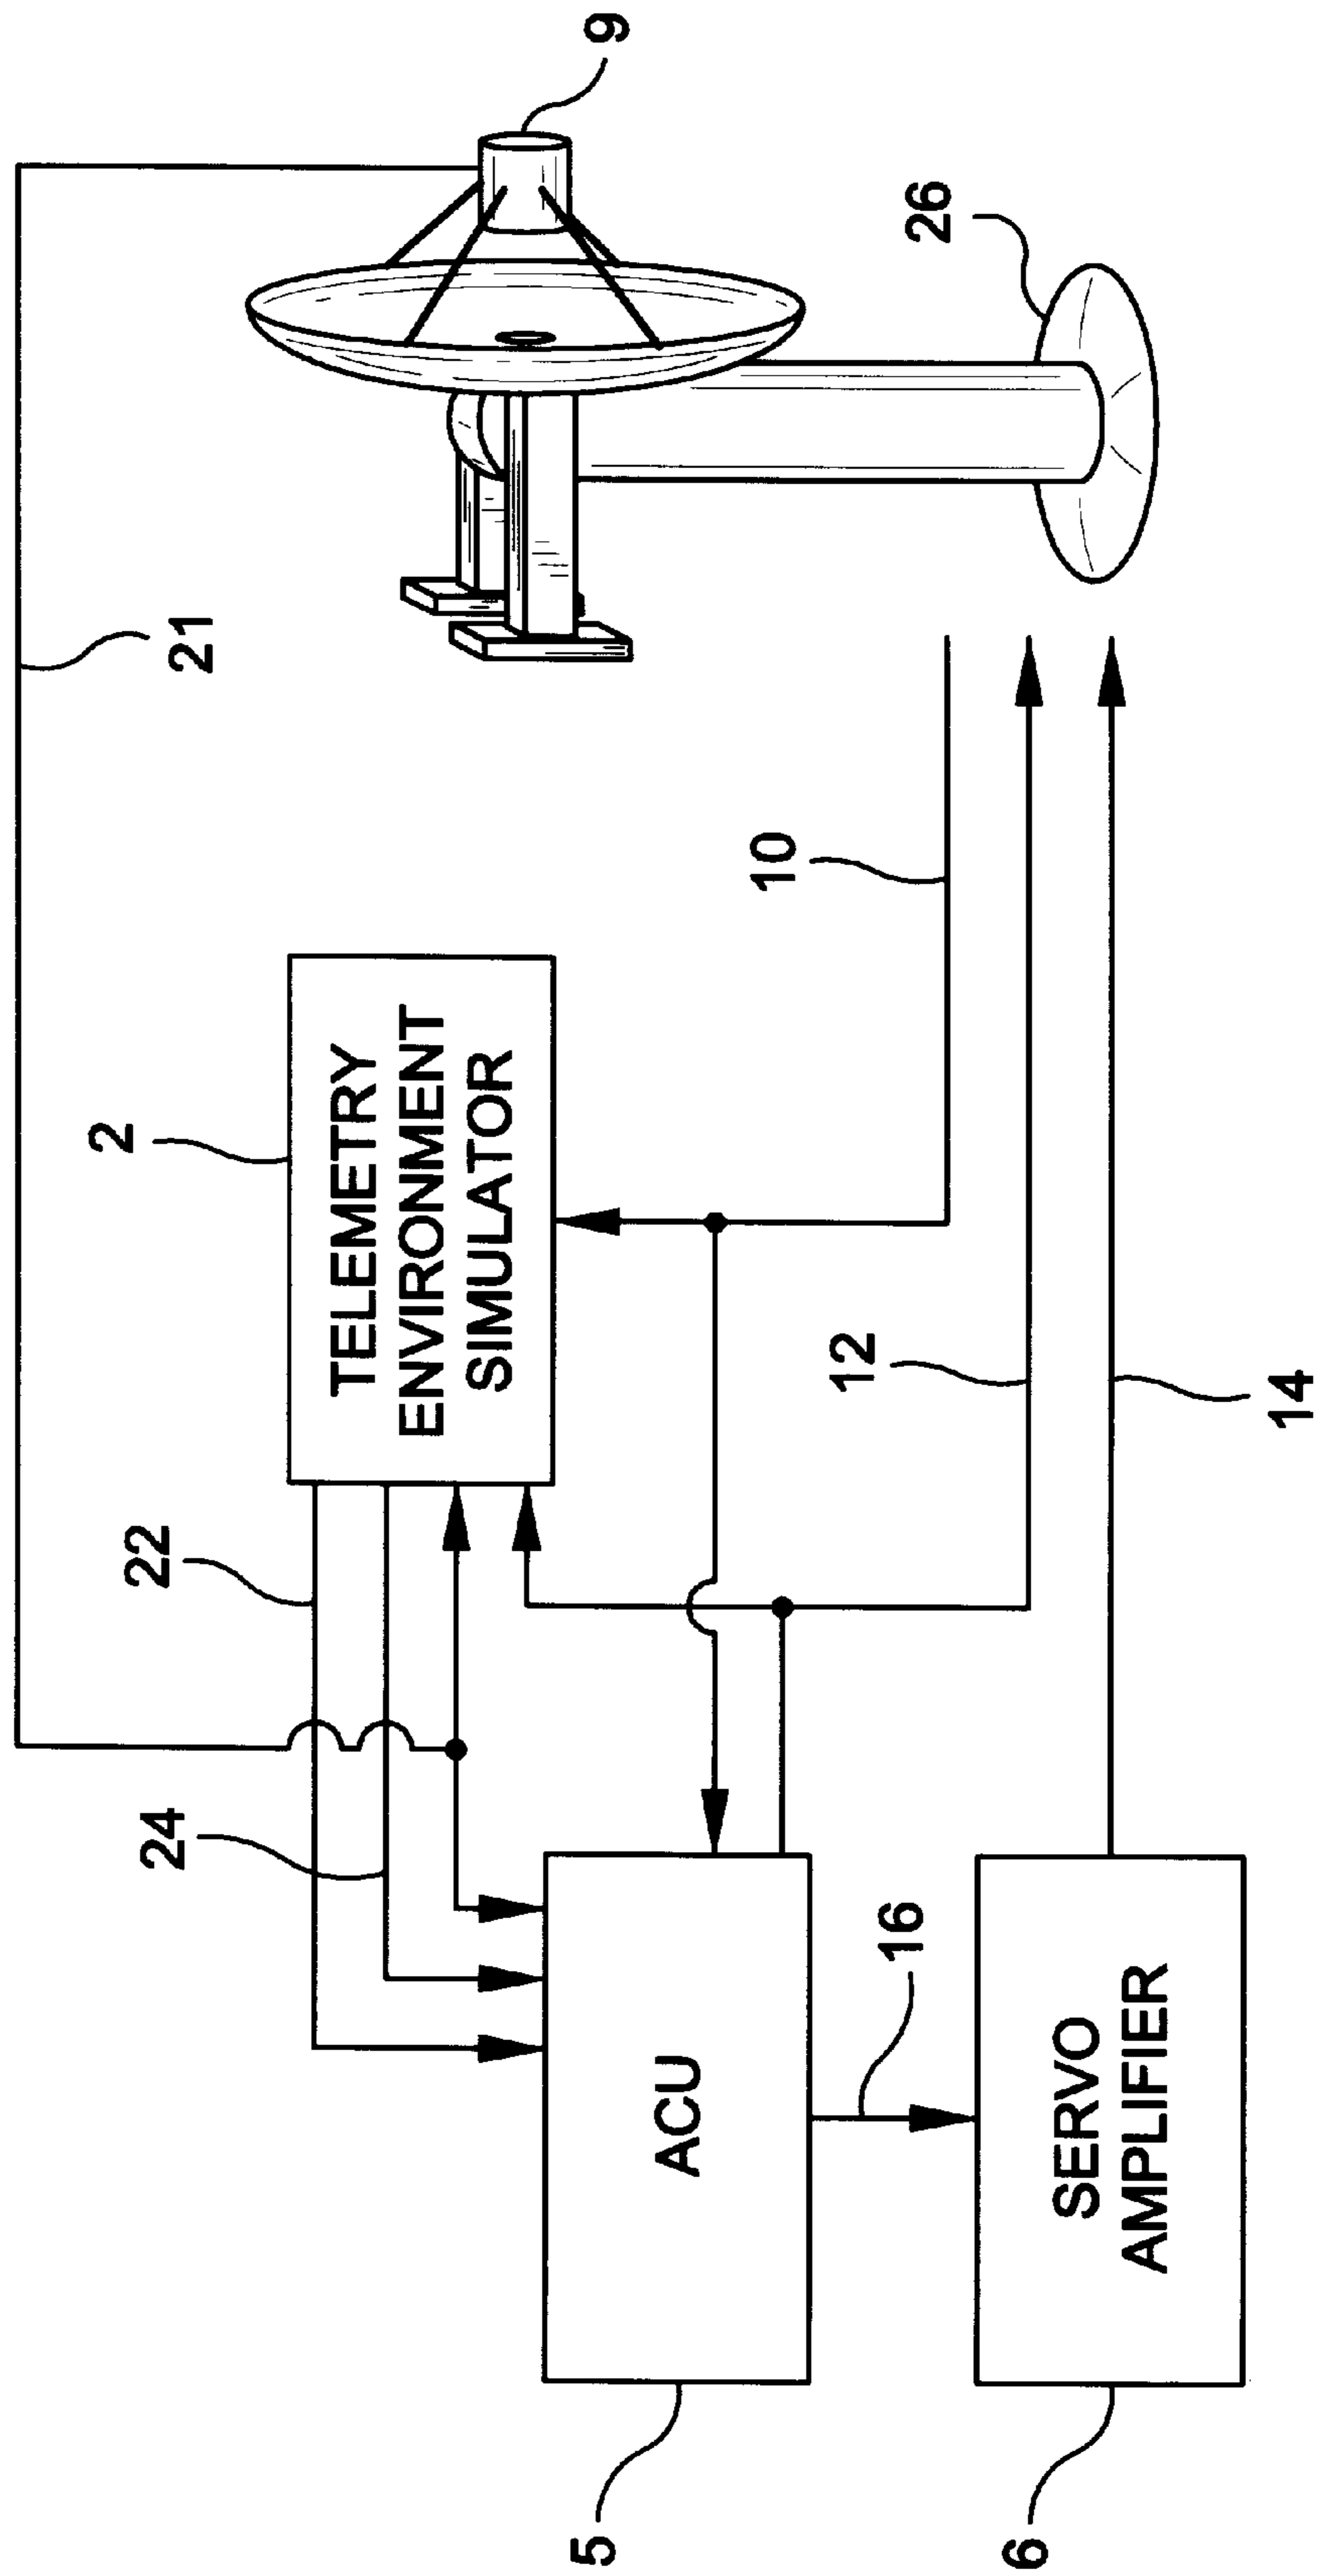 2
22
24
21
TELEMETRY
ENVIRONMENT
SIMULATOR
5
9
ACU
10
12
16
26
6
SERVO
AMPLIFIER
14